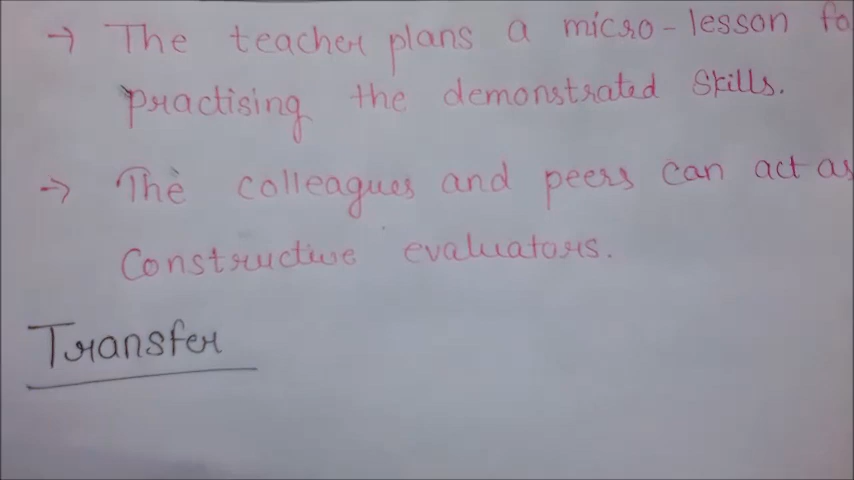 → The teacher plans a micro-lesson fo
practising the demonstrated skills.
→ The colleagues and peers can act as
Constructive evaluators.
Transfer